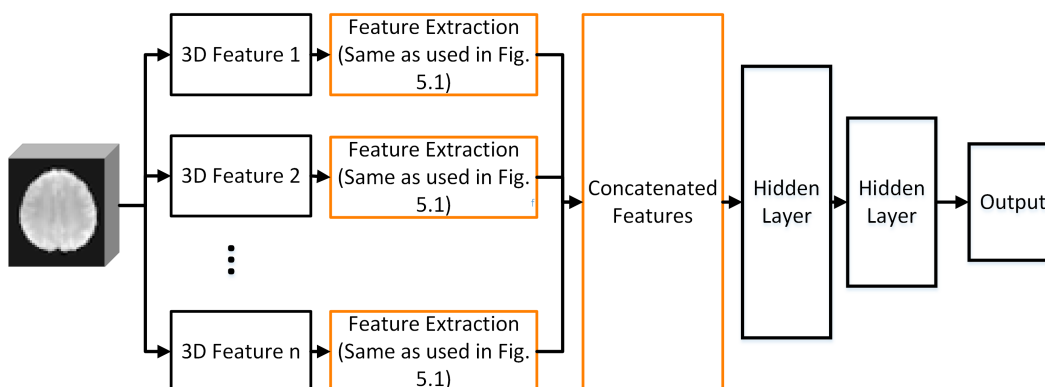 3D Feature 1
Feature Extraction
(Same as used in Fig.
5.1)
3D Feature 2
Feature Extraction
(Same as used in Fig.
5.1)
f
3D Feature n
Feature Extraction
(Same as used in Fig.
5.1)
Concatenated
Features
Hidden
Layer
Hidden
Layer
Output